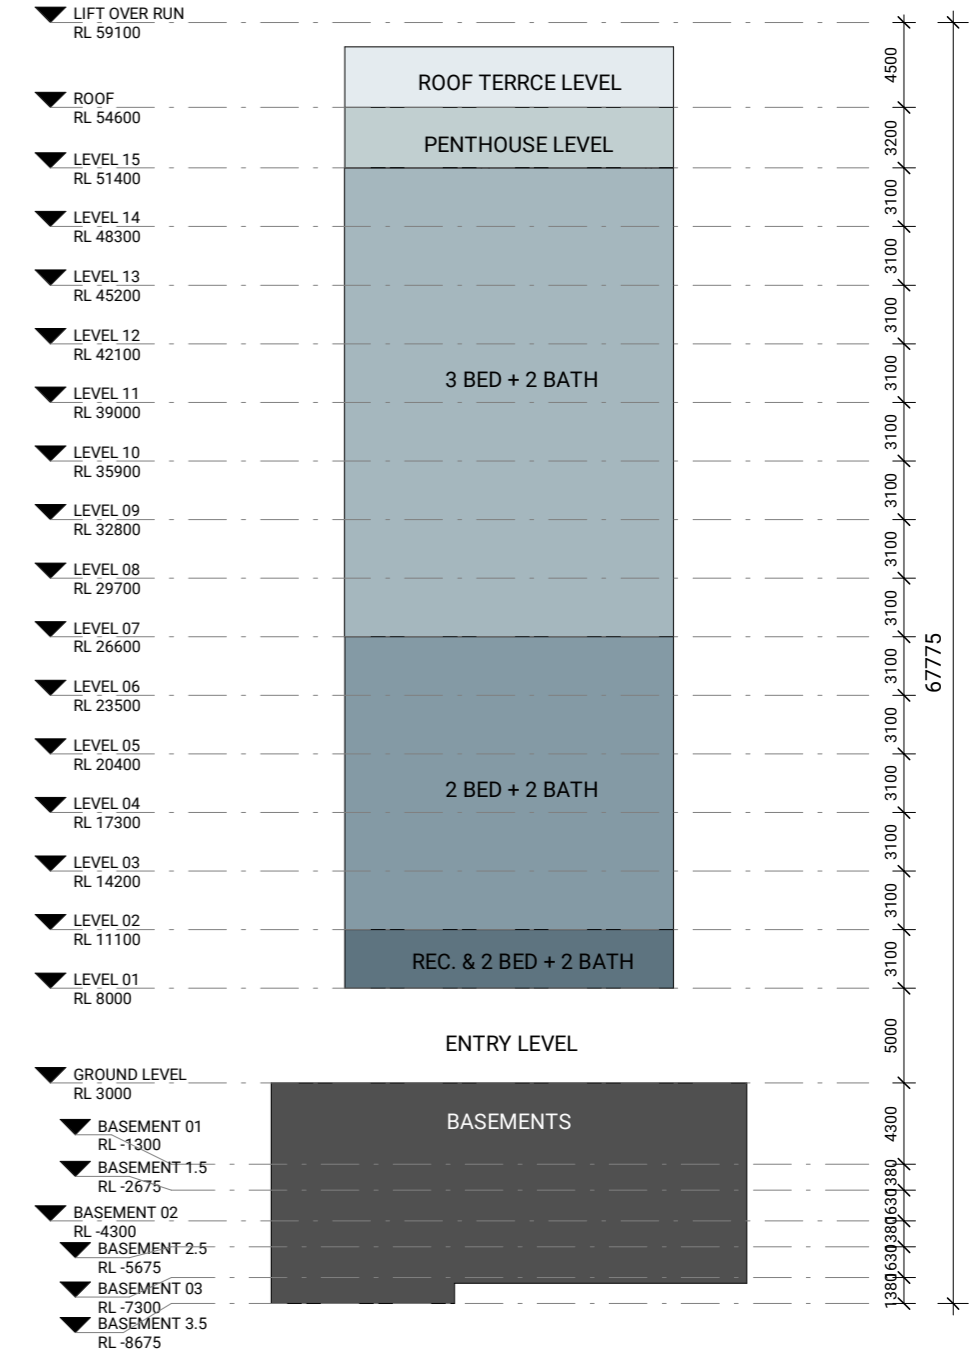 LIFT OVER RUN
RL 59100
ROOF
RL 54600
LEVEL 15
RL 51400
LEVEL 14
RL 48300
LEVEL 13
RL 45200
LEVEL 12
RL 42100
LEVEL 11
RL 39000
LEVEL 10
RL 35900
LEVEL 09
RL 32800
LEVEL 08
RL 29700
LEVEL 07
RL 26600
LEVEL 06
RL 23500
LEVEL 05
RL 20400
LEVEL 04
RL 17300
LEVEL 03
RL 14200
LEVEL 02
RL 11100
LEVEL 01
RL 8000
GROUND LEVEL
RL 3000
BASEMENT 01
RL -1300
BASEMENT 1.5
RL -2675
BASEMENT 02
RL -4300
BASEMENT 2.5
RL -5675
BASEMENT 03
RL -7300
BASEMENT 3.5
RL -8675
ROOF TERRCE LEVEL
PENTHOUSE LEVEL
3 BED + 2 BATH
2 BED + 2 BATH
REC. & 2 BED + 2 BATH
ENTRY LEVEL
BASEMENTS
4500
3200
3100
3100
3100
3100
3100
3100
3100
3100
3100
3100
3100
3100
3100
3100
5000
4300
1380
67775